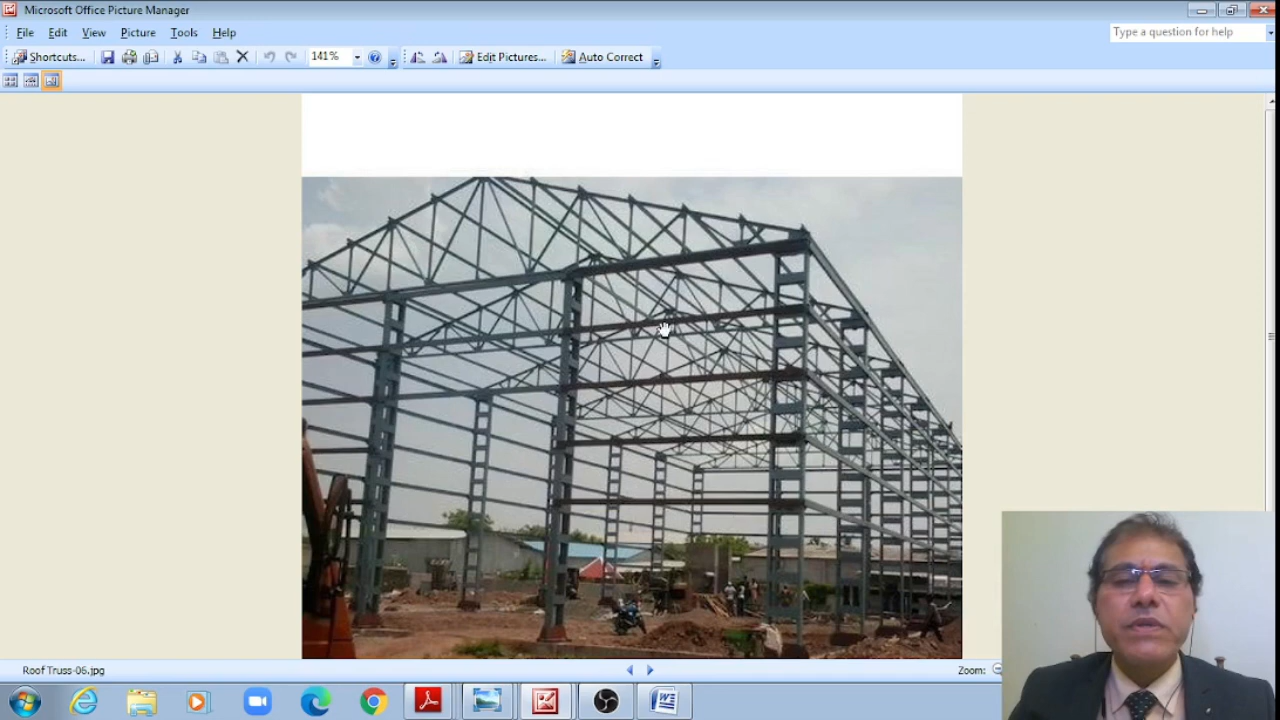 Microsoft Office Picture Manager
File Edit View Picture Tools Help
Type a question for help
Shortcuts... 141% Edit Pictures... Auto Correct
Roof Truss-06.jpg
Zoom: